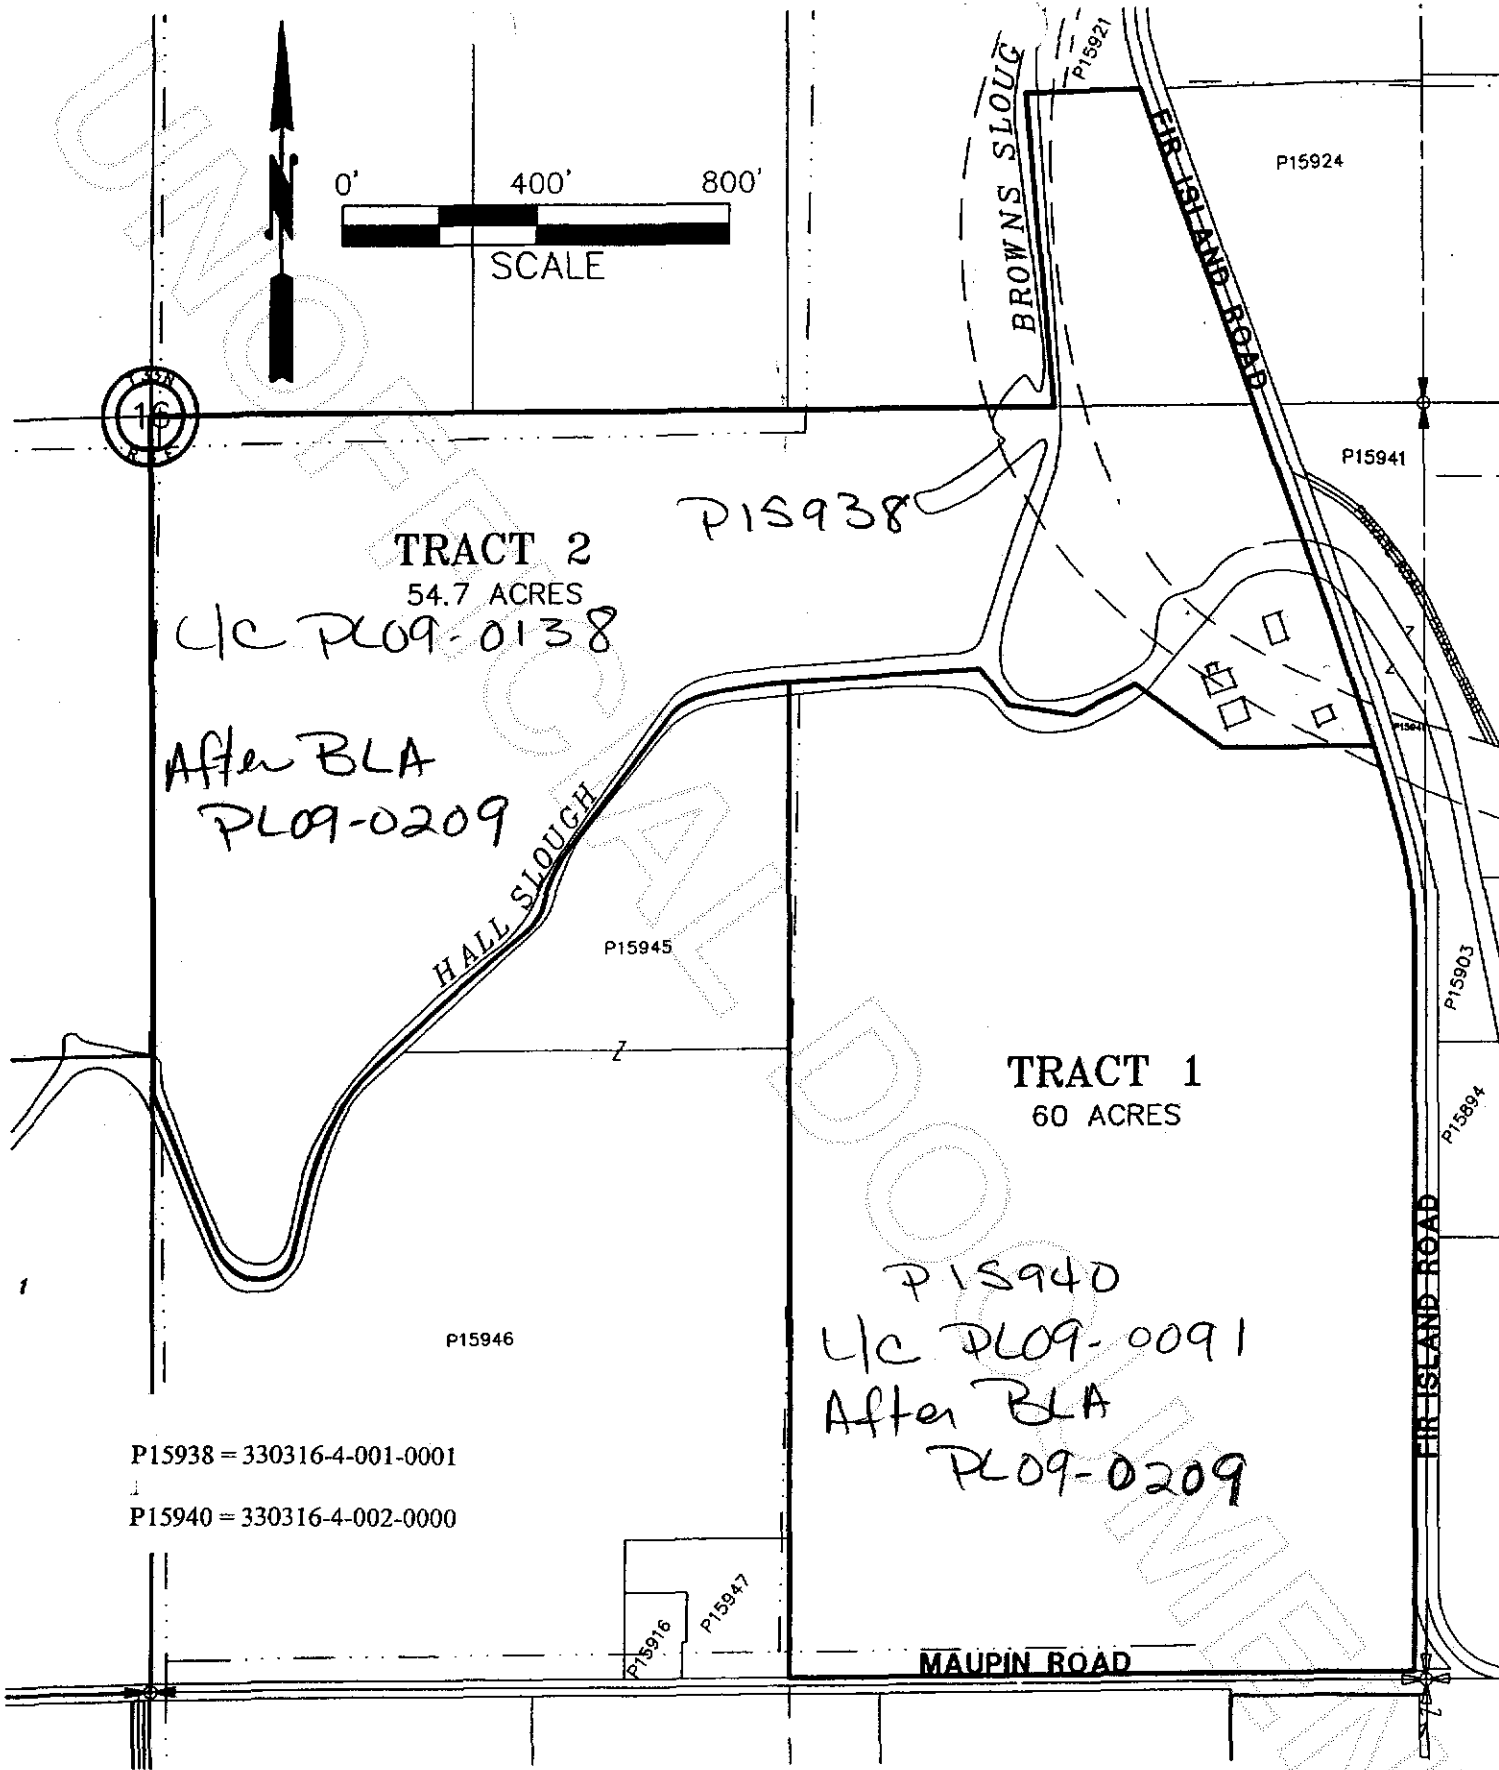 P15921
BROWNS SLOUG
FIR ISLAND ROAD
P15924
N
0' 400' 800'
SCALE
T.33N
16
R.3E
P15941
P15938
TRACT 2
54.7 ACRES
L/C PL09-0138
After BLA
PL09-0209
HALL SLOUGH
P15945
Z
Z
Z
TRACT 1
60 ACRES
P15903
P15894
P15940
L/C PL09-0091
After BLA
PL09-0209
FIR ISLAND ROAD
1
P15946
P15938 = 330316-4-001-0001
P15940 = 330316-4-002-0000
P15947
P15916
MAUPIN ROAD
Z
UNOFFICIAL DOCUMENT